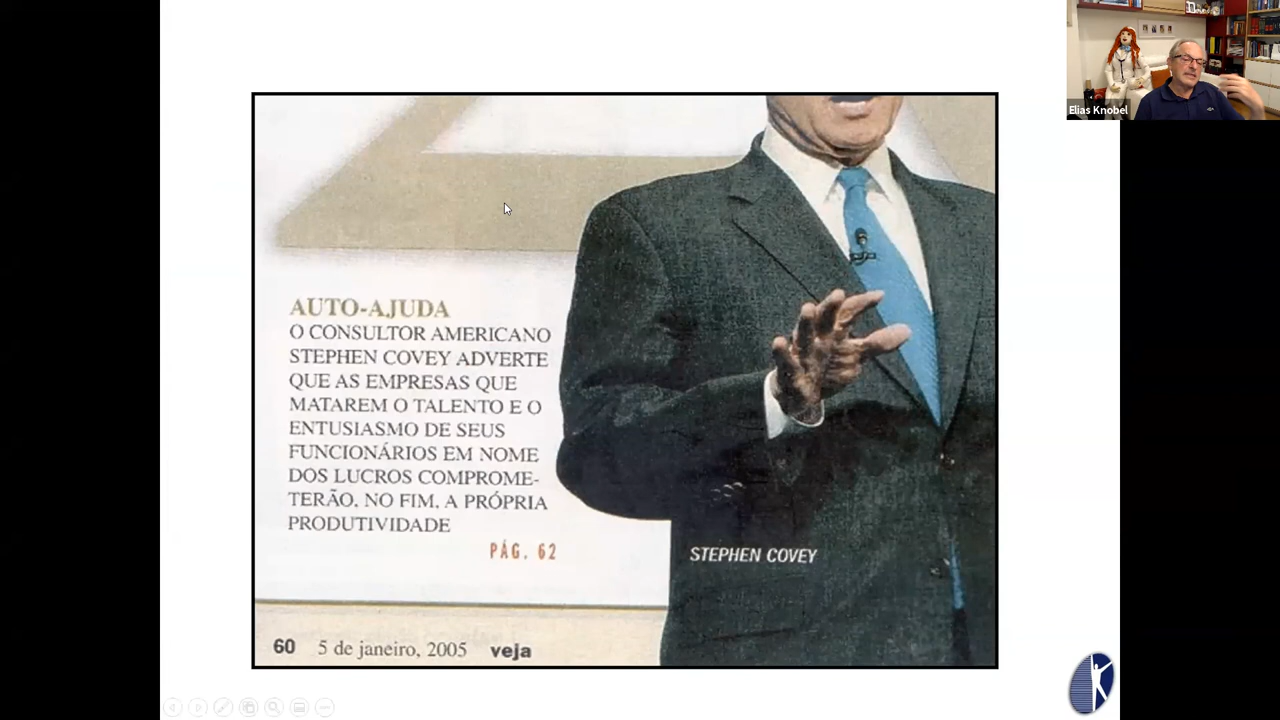 Elias Knobel
AUTO-AJUDA
O CONSULTOR AMERICANO
STEPHEN COVEY ADVERTE
QUE AS EMPRESAS QUE
MATAREM O TALENTO E O
ENTUSIASMO DE SEUS
FUNCIONÁRIOS EM NOME
DOS LUCROS COMPROME-
TERÃO, NO FIM, A PRÓPRIA
PRODUTIVIDADE
PÁG. 62
STEPHEN COVEY
60 5 de janeiro, 2005 veja